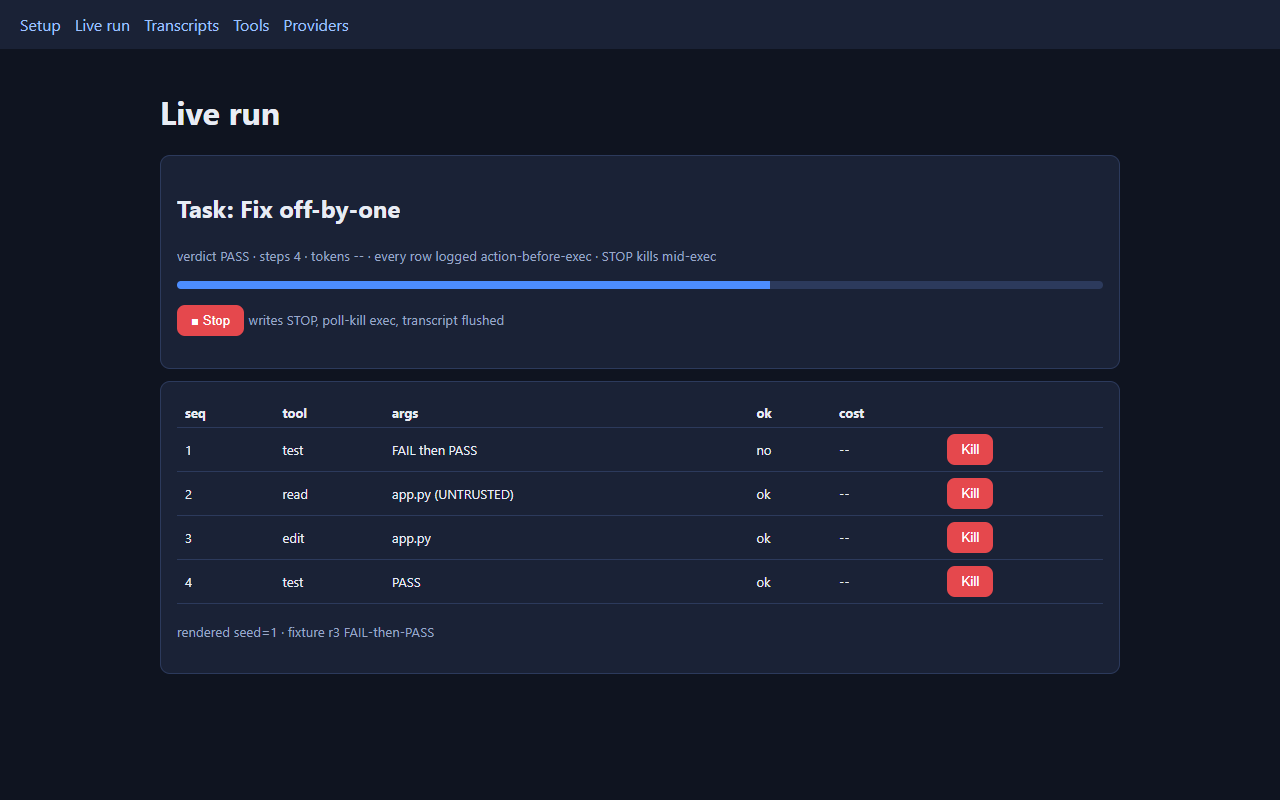 Setup Live run Transcripts Tools Providers
Live run
Task: Fix off-by-one
verdict PASS · steps 4 · tokens -- · every row logged action-before-exec · STOP kills mid-exec
■ Stop writes STOP, poll-kill exec, transcript flushed
seq tool args ok cost
1 test FAIL then PASS no -- Kill
2 read app.py (UNTRUSTED) ok -- Kill
3 edit app.py ok -- Kill
4 test PASS ok -- Kill
rendered seed=1 · fixture r3 FAIL-then-PASS